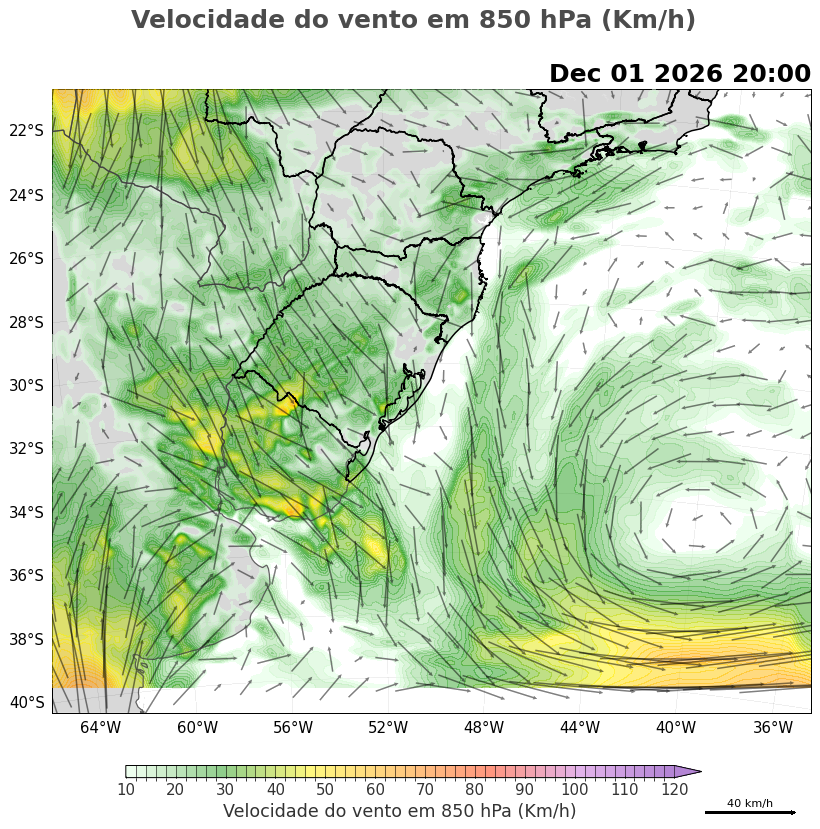 Velocidade do vento em 850 hPa (Km/h)
Dec 01 2026 20:00
22°S
24°S
26°S
28°S
30°S
32°S
34°S
36°S
38°S
40°S
64°W 60°W 56°W 52°W 48°W 44°W 40°W 36°W
10 20 30 40 50 60 70 80 90 100 110 120
Velocidade do vento em 850 hPa (Km/h)
40 km/h